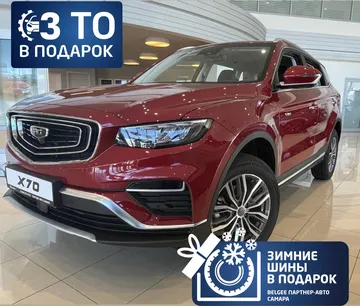 3 ТО
В ПОДАРОК
X70
ЗИМНИЕ
ШИНЫ
В ПОДАРОК
BELGEE ПАРТНЕР-АВТО
САМАРА